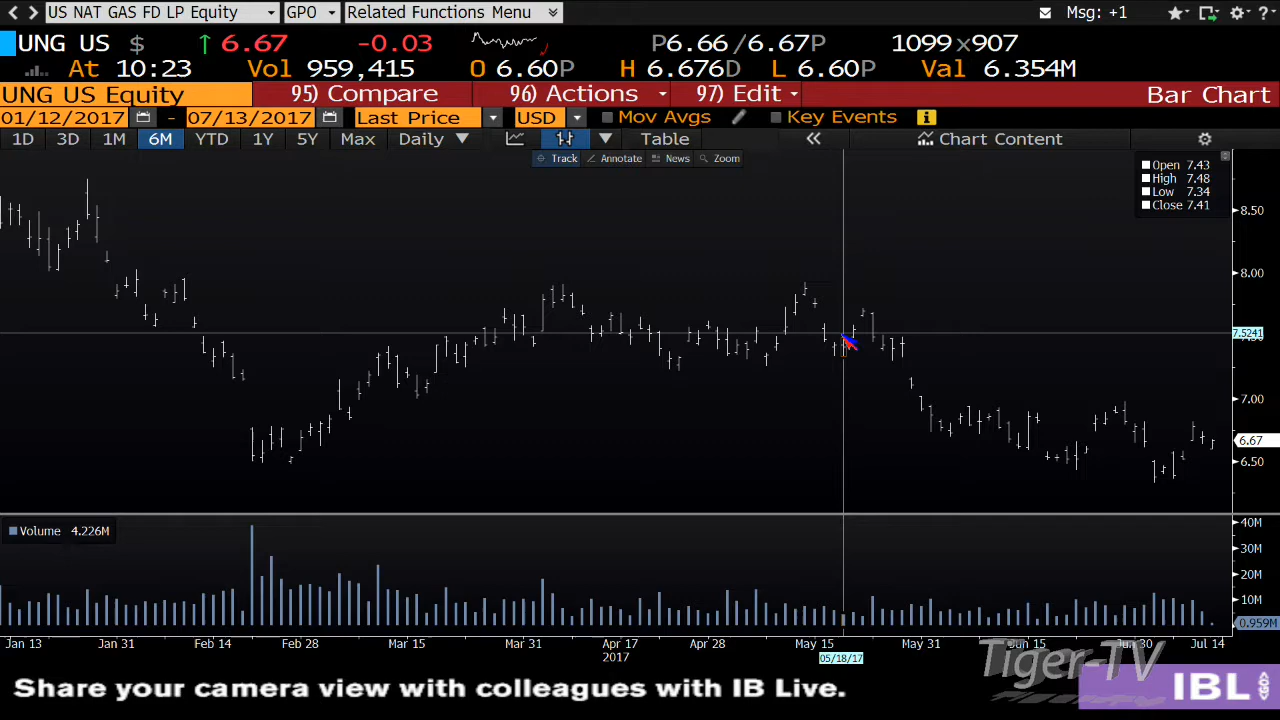 US NAT GAS FD LP Equity GPO Related Functions Menu Msg: +1 ?
UNG US $ ↑ 6.67 -0.03 P6.66 /6.67P 1099 x 907
At 10:23 Vol 959,415 O 6.60P H 6.676D L 6.60P Val 6.354M
UNG US Equity 95) Compare 96) Actions 97) Edit Bar Chart
01/12/2017 - 07/13/2017 Last Price USD Mov Avgs Key Events i
1D 3D 1M 6M YTD 1Y 5Y Max Daily Table « Chart Content
Track Annotate News Zoom
Open 7.43
High 7.48
Low 7.34
Close 7.41
8.50
8.00
7.5241
7.00
6.67
6.50
Volume 4.226M
40M
30M
20M
10M
0.959M
Jan 13 Jan 31 Feb 14 Feb 28 Mar 15 Mar 31 Apr 17 Apr 28 May 15 May 31 Jun 15 Jun 30 Jul 14
2017 05/18/17
Tiger-TV
Share your camera view with colleagues with IB Live. IBL